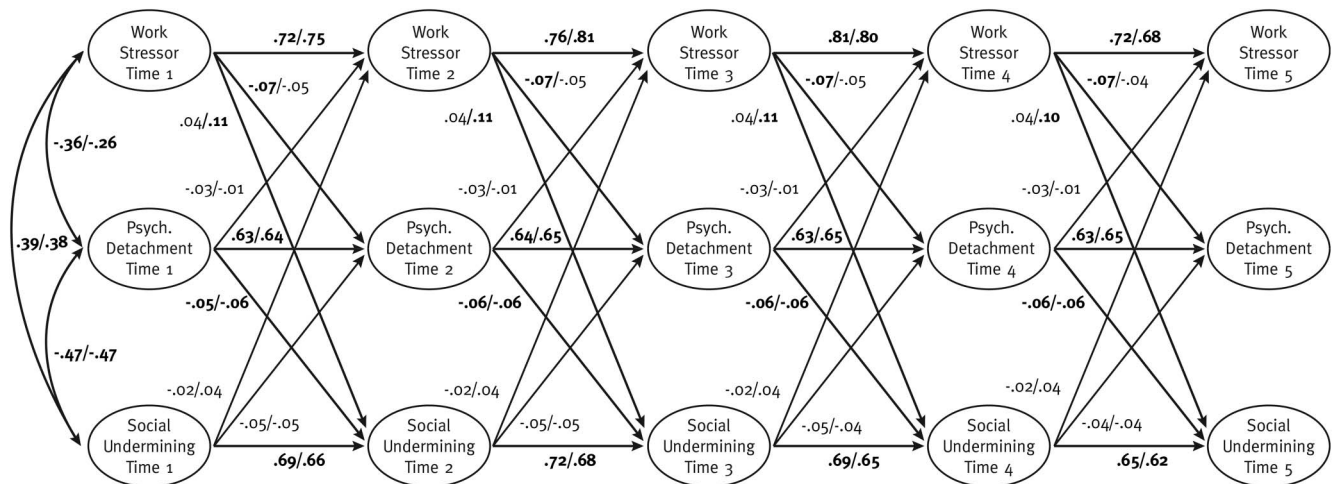 Work
Stressor
Time 1
.72/.75
Work
Stressor
Time 2
.76/.81
Work
Stressor
Time 3
.81/.80
Work
Stressor
Time 4
.72/.68
Work
Stressor
Time 5
-.07/-.05
-.07/-.05
-.07/-.05
-.07/-.04
.04/.11
.04/.11
.04/.11
.04/.10
-.36/-.26
-.03/-.01
-.03/-.01
-.03/-.01
-.03/-.01
.39/.38
Psych.
Detachment
Time 1
.63/.64
Psych.
Detachment
Time 2
.64/.65
Psych.
Detachment
Time 3
.63/.65
Psych.
Detachment
Time 4
.63/.65
Psych.
Detachment
Time 5
-.05/-.06
-.06/-.06
-.06/-.06
-.06/-.06
-.47/-.47
-.02/.04
-.02/.04
-.02/.04
-.02/.04
Social
Undermining
Time 1
-.05/-.05
.69/.66
Social
Undermining
Time 2
-.05/-.05
.72/.68
Social
Undermining
Time 3
-.05/-.04
.69/.65
Social
Undermining
Time 4
-.04/-.04
.65/.62
Social
Undermining
Time 5